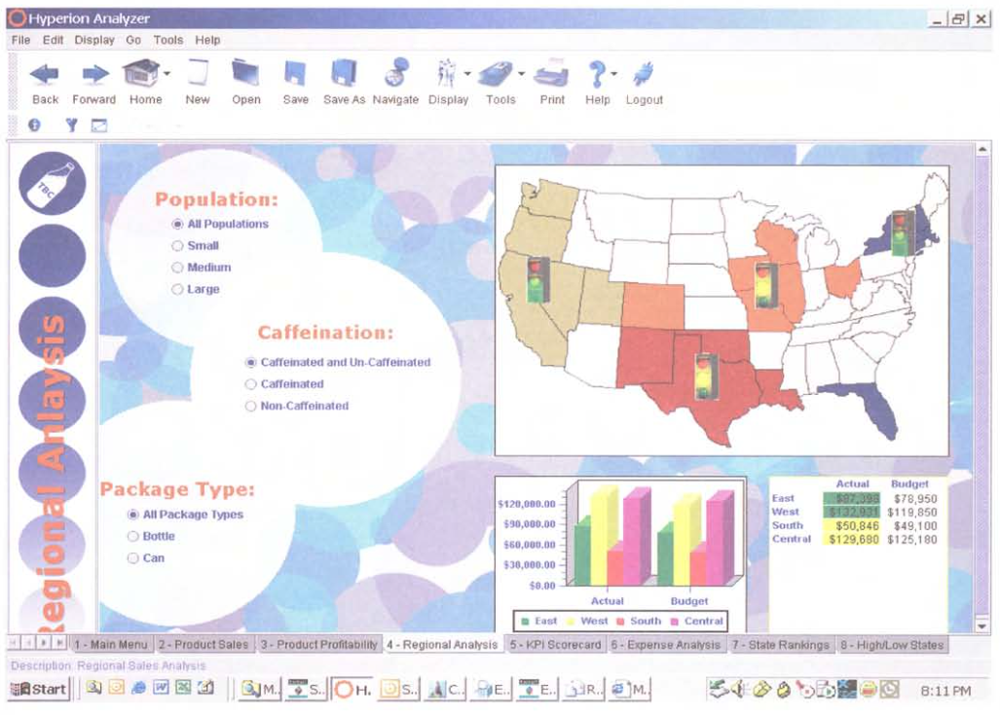 Hyperion Analyzer
File Edit Display Go Tools Help
Back Forward Home New Open Save Save As Navigate Display Tools Print Help Logout
TBC
Regional Anlaysis
Population:
All Populations
Small
Medium
Large
Caffeination:
Caffeinated and Un-Caffeinated
Caffeinated
Non-Caffeinated
Package Type:
All Package Types
Bottle
Can
$120,000.00
$90,000.00
$60,000.00
$30,000.00
$0.00
Actual Budget
East West South Central
Actual Budget
East $87,398 $78,950
West $132,931 $119,850
South $50,846 $49,100
Central $129,680 $125,180
1 - Main Menu 2 - Product Sales 3 - Product Profitability 4 - Regional Analysis 5 - KPI Scorecard 6 - Expense Analysis 7 - State Rankings 8 - High/Low States
Description: Regional Sales Analysis
Start M.. S.. H. S.. C.. E.. E.. R.. M.. 8:11 PM